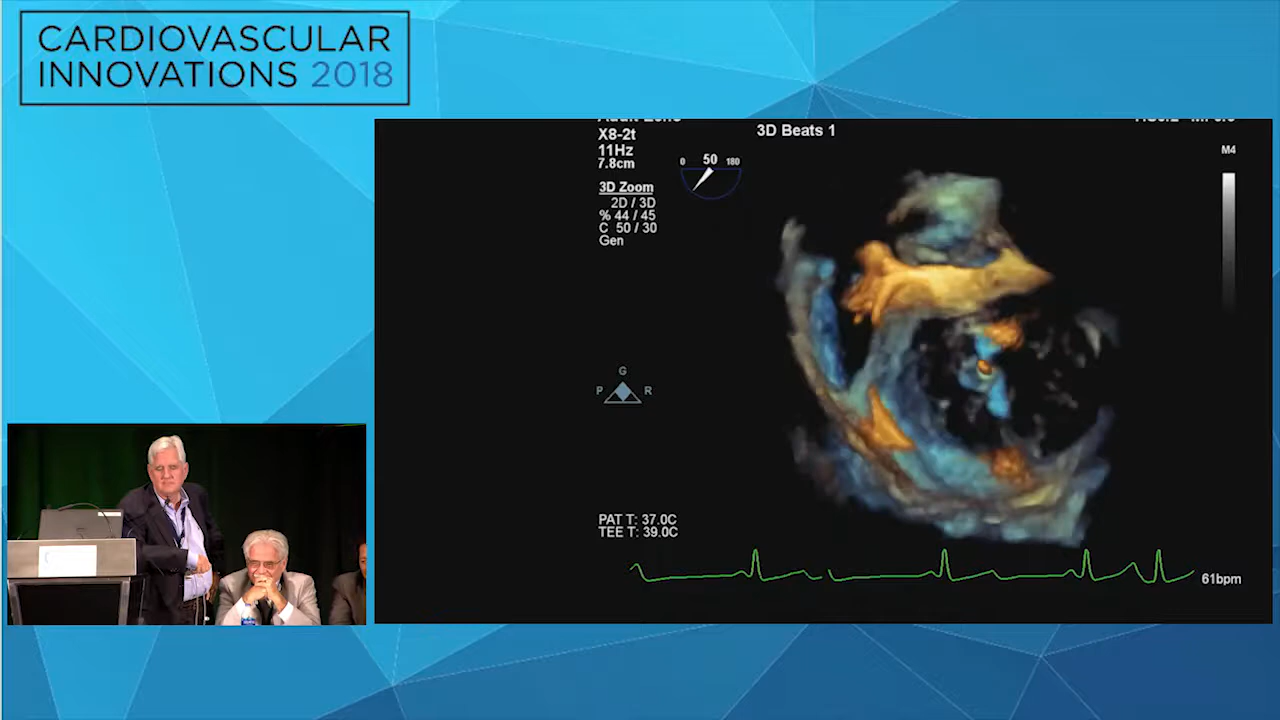 CARDIOVASCULAR
INNOVATIONS 2018
X8-2t
11Hz
7.8cm
3D Zoom
2D / 3D
% 44 / 45
C 50 / 30
Gen
3D Beats 1
0 50 180
M4
G
P R
PAT T: 37.0C
TEE T: 39.0C
61bpm